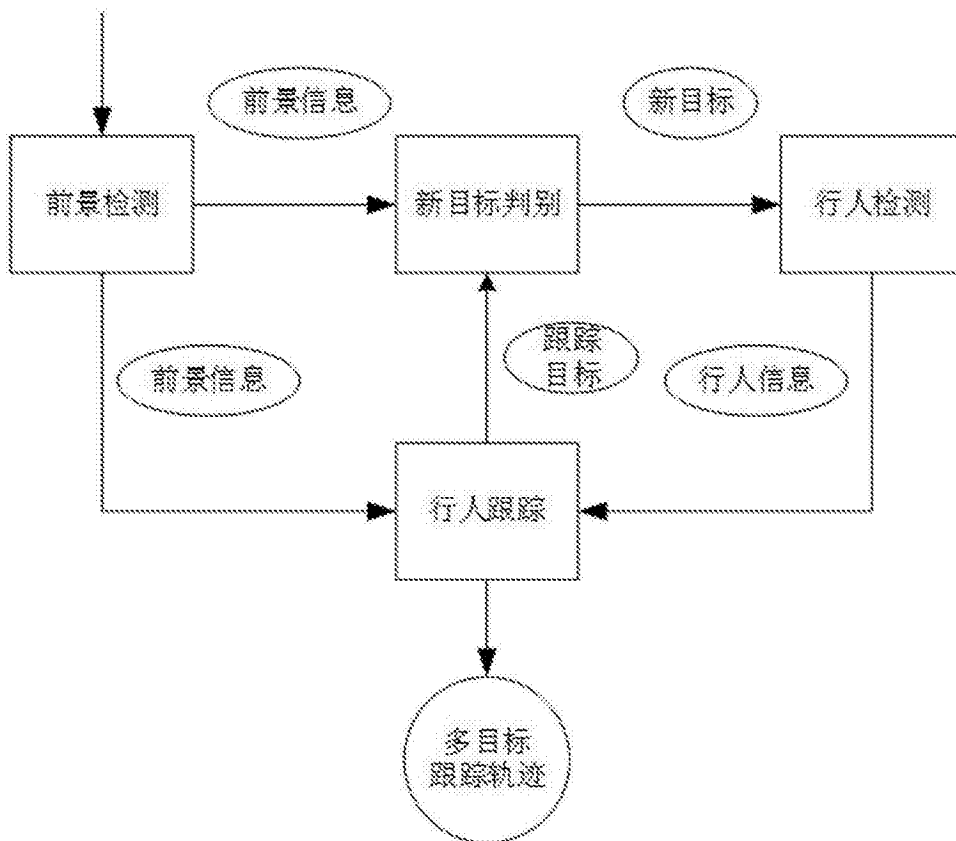 前景信息
新目标
前景检测
新目标判别
行人检测
跟踪
目标
前景信息
行人信息
行人跟踪
多目标
跟踪轨迹